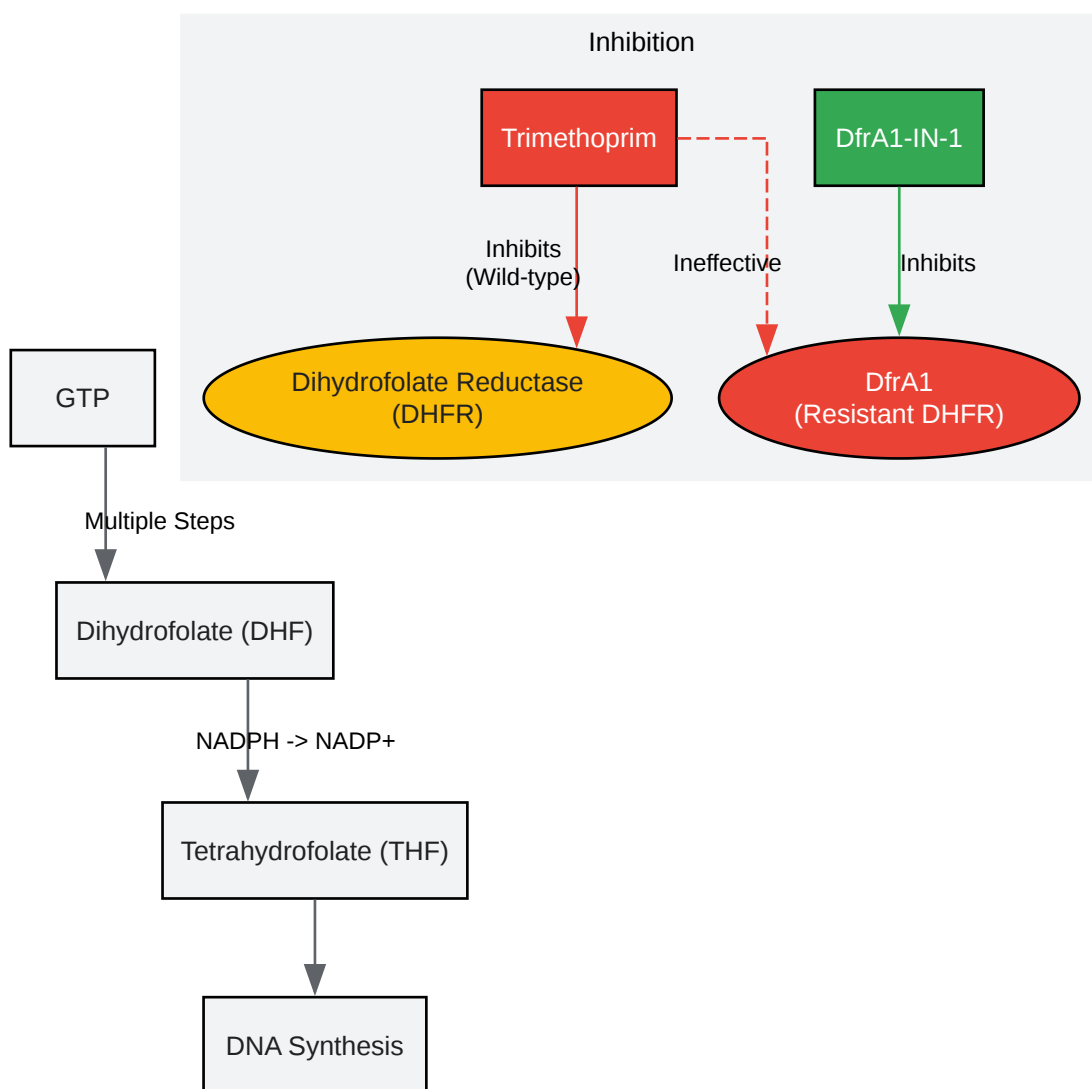 Inhibition
Trimethoprim
DfrA1-IN-1
Inhibits
(Wild-type)
Ineffective
Inhibits
Dihydrofolate Reductase
(DHFR)
DfrA1
(Resistant DHFR)
GTP
Multiple Steps
Dihydrofolate (DHF)
NADPH -> NADP+
Tetrahydrofolate (THF)
DNA Synthesis